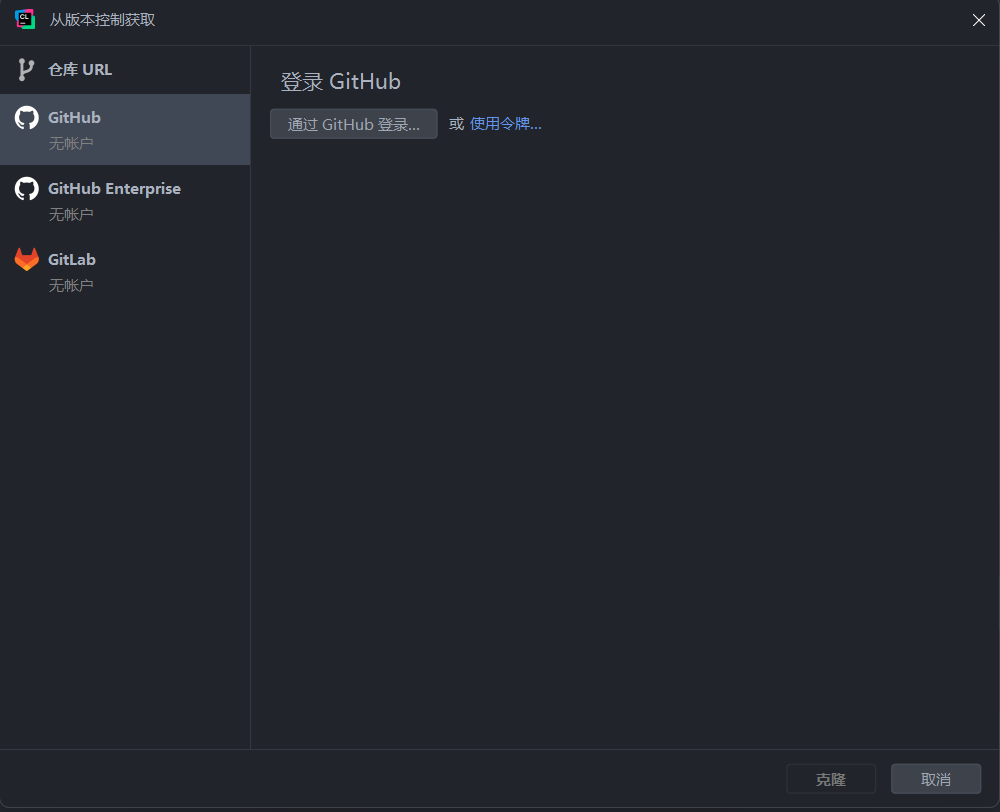 CL
从版本控制获取
仓库 URL
GitHub
无帐户
GitHub Enterprise
无帐户
GitLab
无帐户
登录 GitHub
通过 GitHub 登录... 或 使用令牌...
克隆 取消